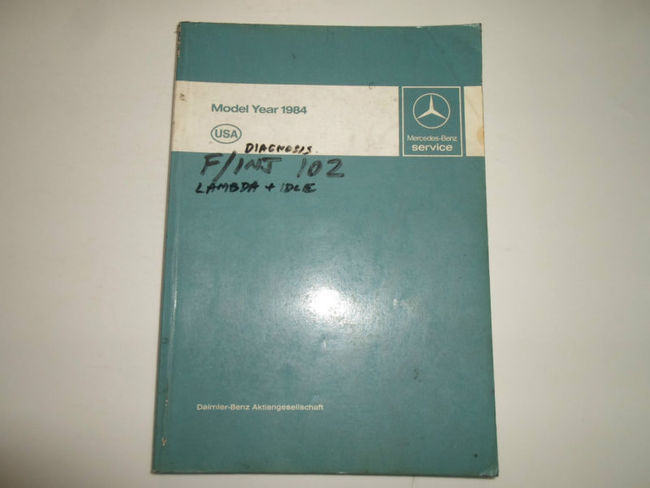 Model Year 1984
USA
Mercedes-Benz
service
DIAGNOSIS.
F/INJ 102
LAMBDA + IDLE
Daimler-Benz Aktiengesellschaft